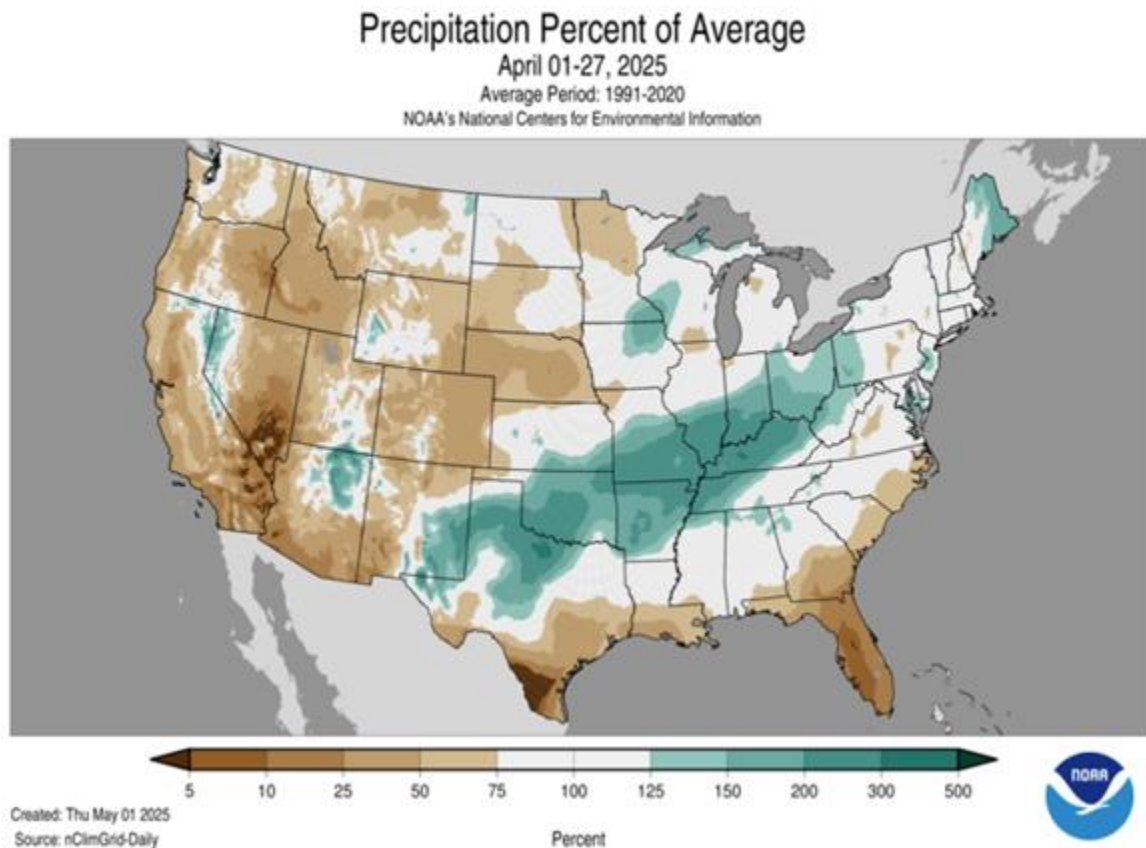 Precipitation Percent of Average
April 01-27, 2025
Average Period: 1991-2020
NOAA's National Centers for Environmental Information
5 10 25 50 75 100 125 150 200 300 500
Created: Thu May 01 2025
Source: nClimGrid-Daily
Percent
NOAA